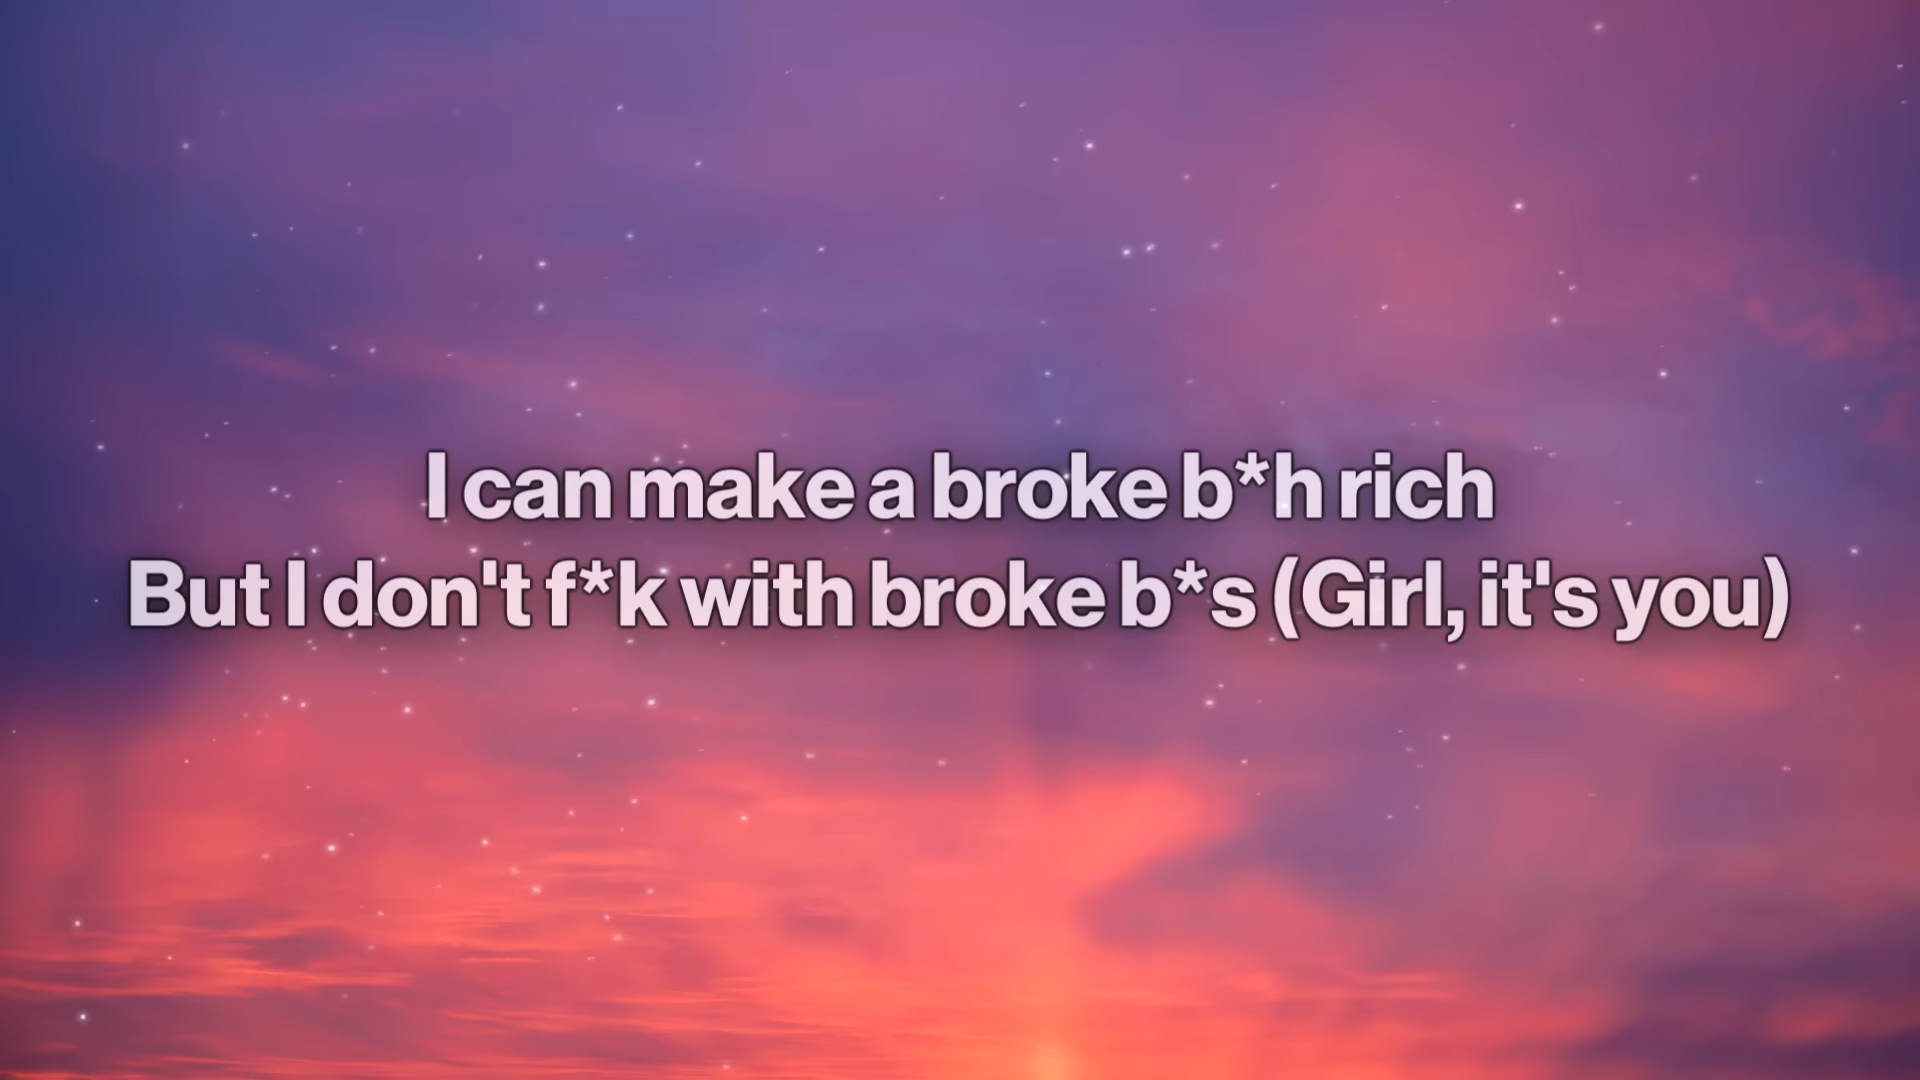 I can make a broke b*h rich
But I don't f*k with broke b*s (Girl, it's you)